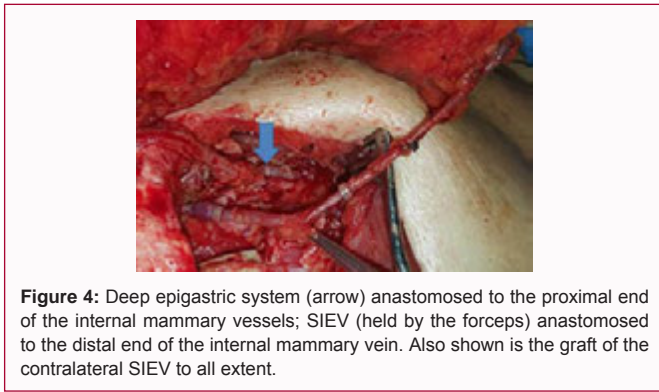 Figure 4: Deep epigastric system (arrow) anastomosed to the proximal end
of the internal mammary vessels; SIEV (held by the forceps) anastomosed
to the distal end of the internal mammary vein. Also shown is the graft of the
contralateral SIEV to all extent.